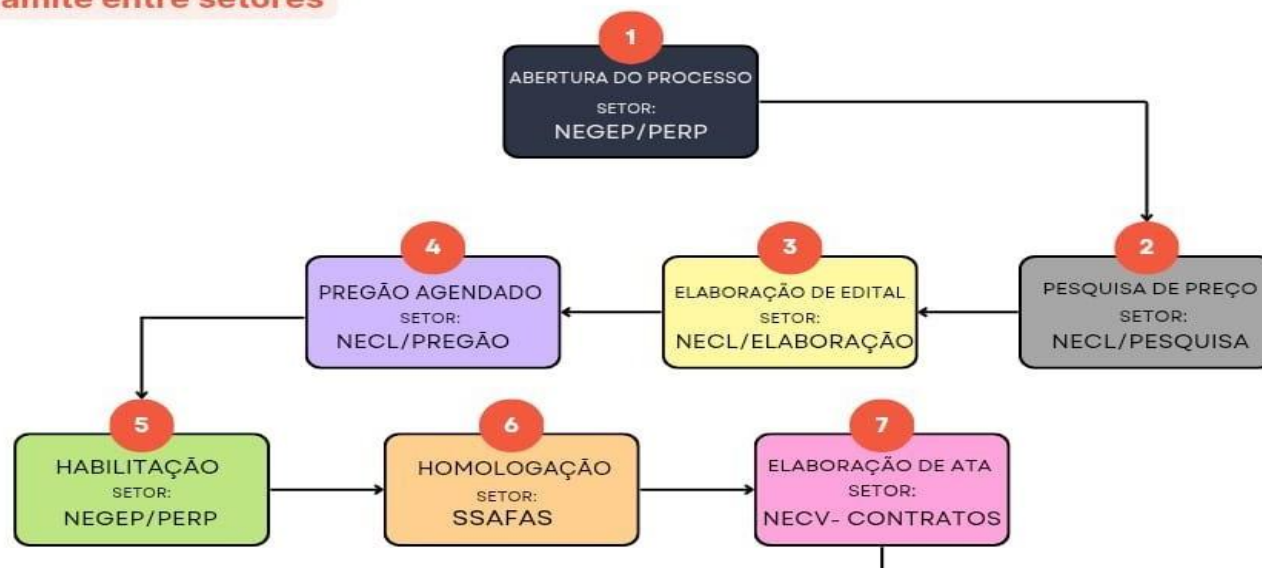 âmite entre setores
1
ABERTURA DO PROCESSO
SETOR:
NEGEP/PERP
2
PESQUISA DE PREÇO
SETOR:
NECL/PESQUISA
3
ELABORAÇÃO DE EDITAL
SETOR:
NECL/ELABORAÇÃO
4
PREGÃO AGENDADO
SETOR:
NECL/PREGÃO
5
HABILITAÇÃO
SETOR:
NEGEP/PERP
6
HOMOLOGAÇÃO
SETOR:
SSAFAS
7
ELABORAÇÃO DE ATA
SETOR:
NECV- CONTRATOS